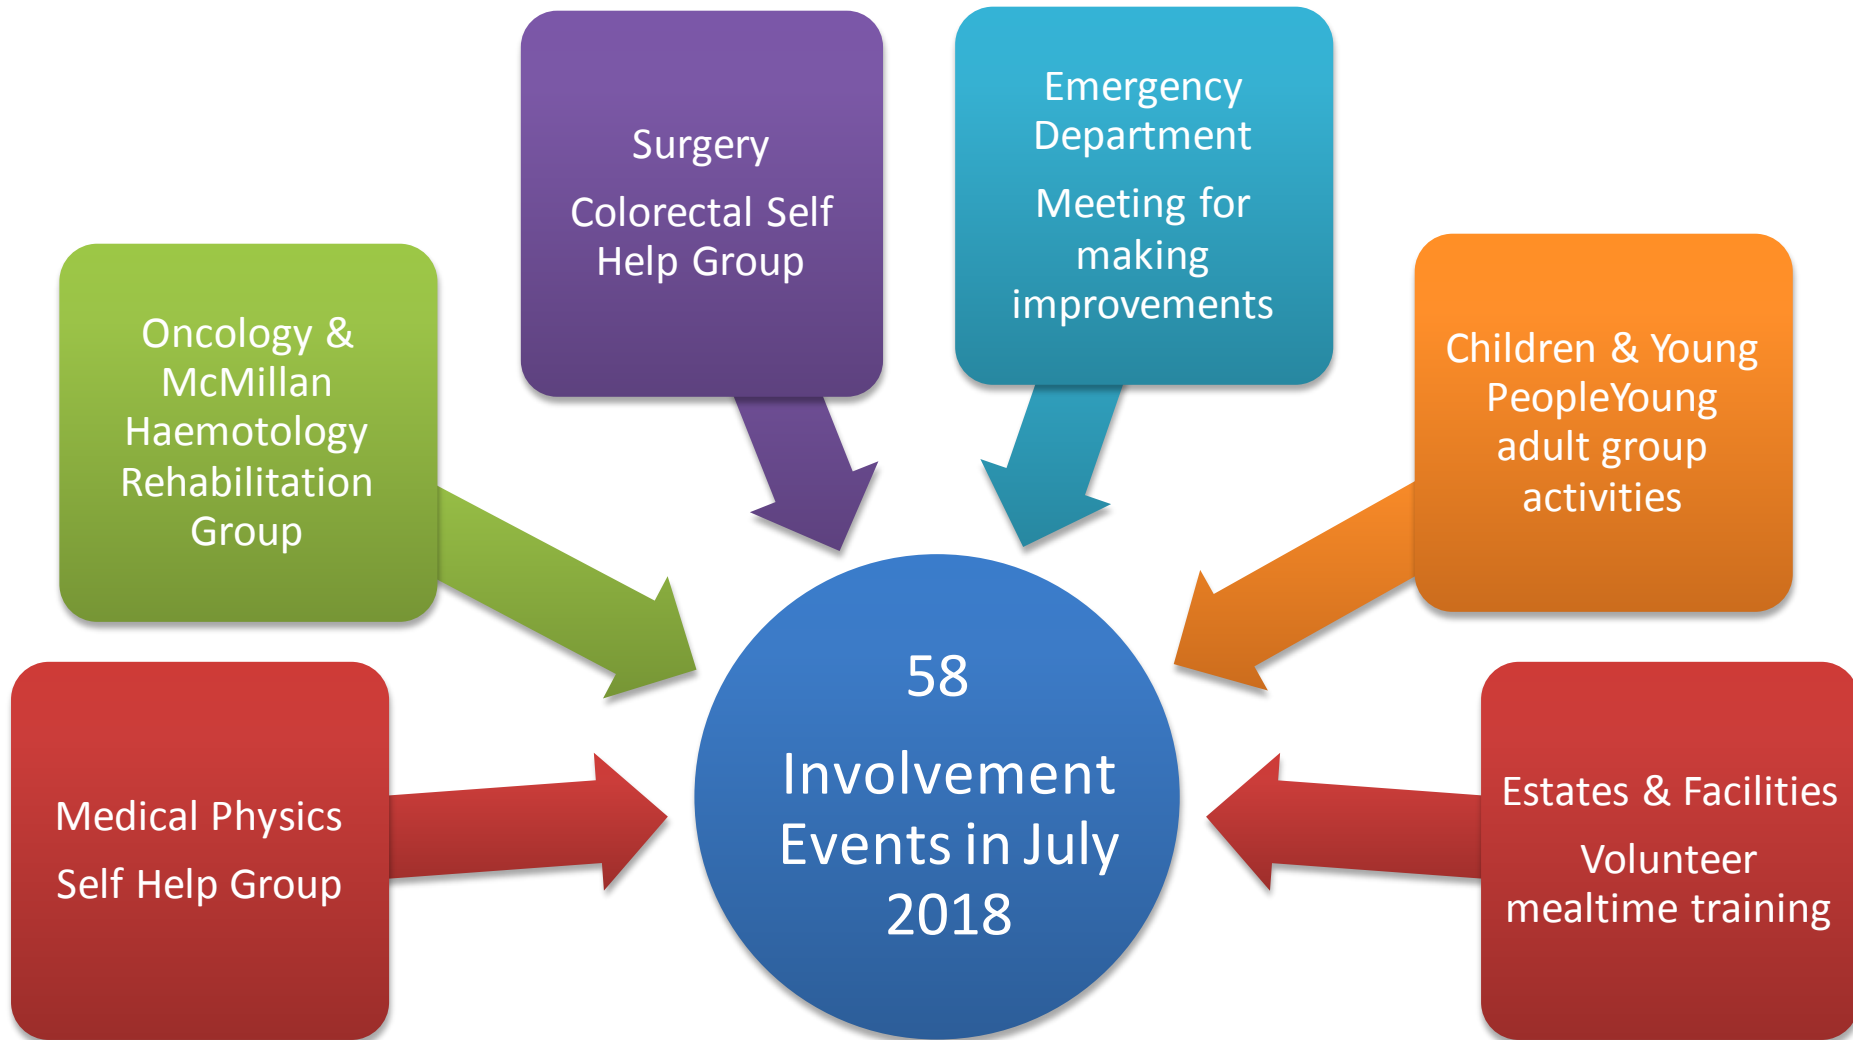 Medical Physics
Self Help Group
Oncology &
McMillan
Haemotology
Rehabilitation
Group
Surgery
Colorectal Self
Help Group
Emergency
Department
Meeting for
making
improvements
Children & Young
PeopleYoung
adult group
activities
Estates & Facilities
Volunteer
mealtime training
58
Involvement
Events in July
2018